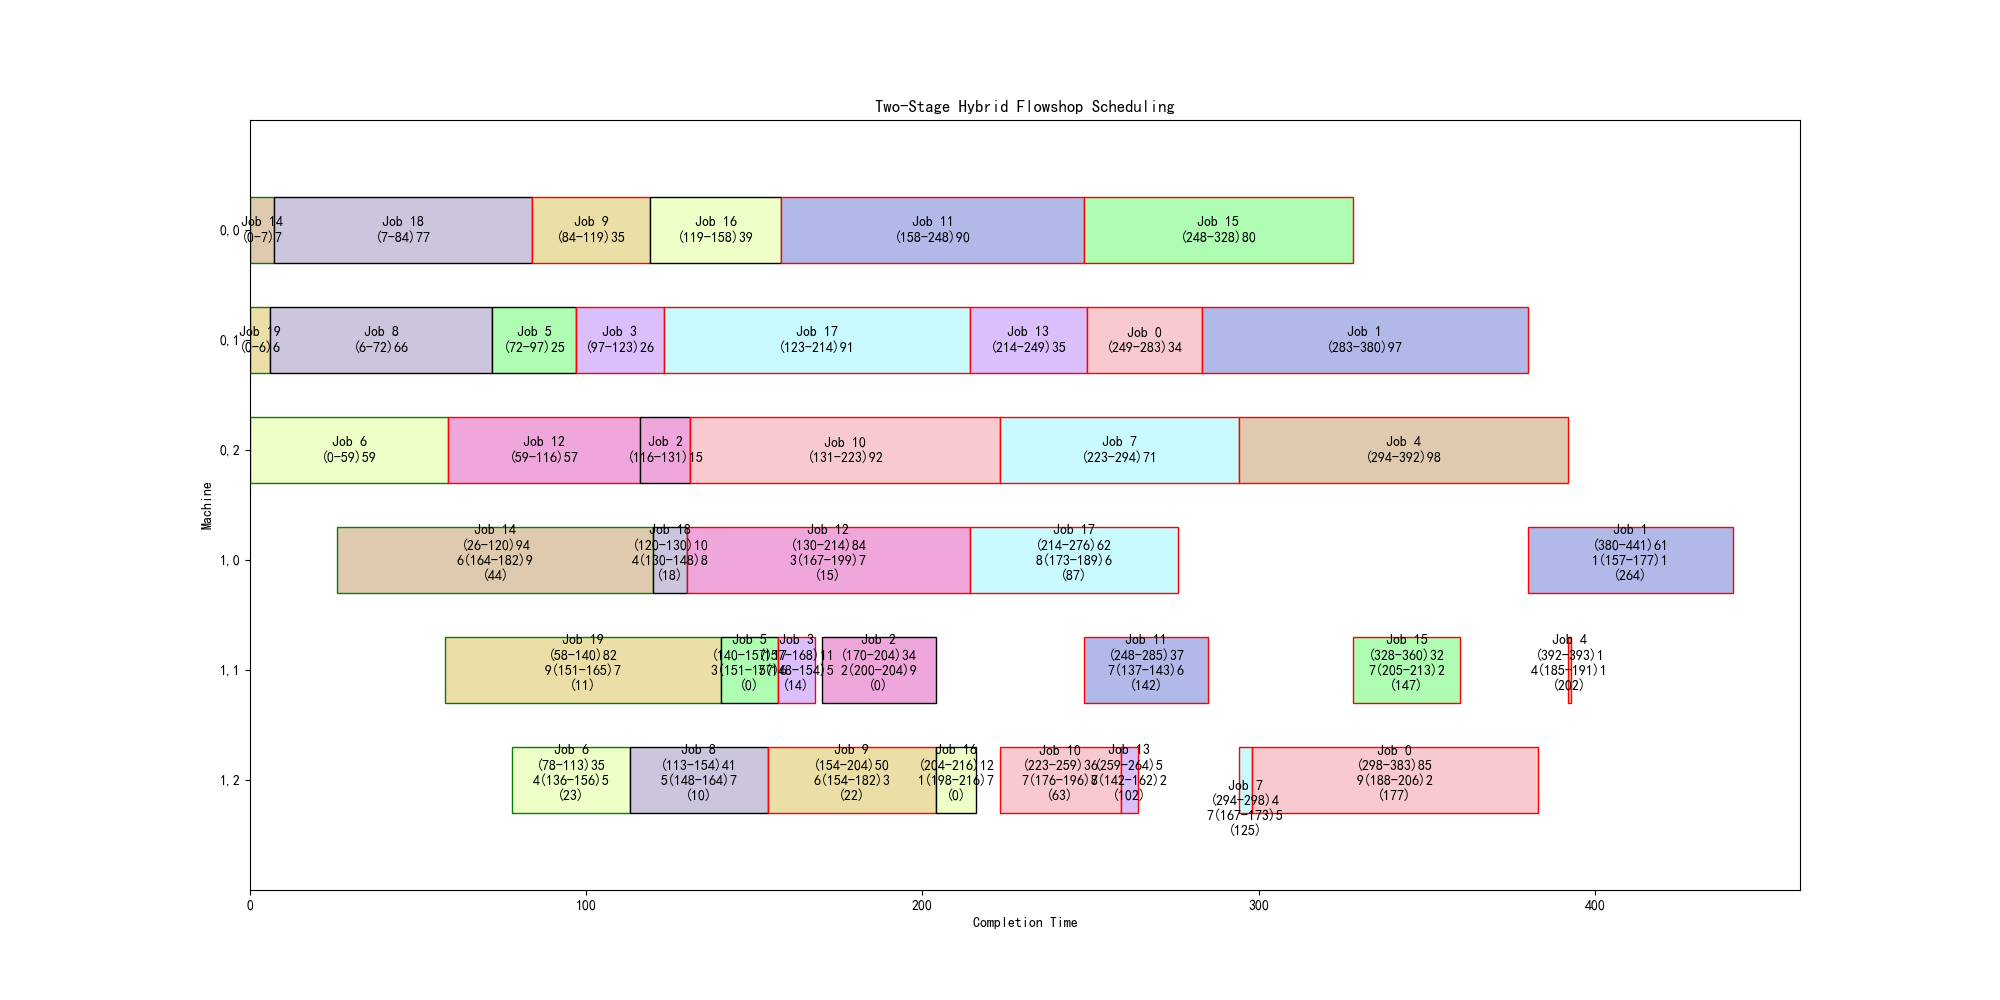 Two-Stage Hybrid Flowshop Scheduling
Machine
0,0
Job 14
(0-7)7
Job 18
(7-84)77
Job 9
(84-119)35
Job 16
(119-158)39
Job 11
(158-248)90
Job 15
(248-328)80
0,1
Job 19
(0-6)6
Job 8
(6-72)66
Job 5
(72-97)25
Job 3
(97-123)26
Job 17
(123-214)91
Job 13
(214-249)35
Job 0
(249-283)34
Job 1
(283-380)97
0,2
Job 6
(0-59)59
Job 12
(59-116)57
Job 2
(116-131)15
Job 10
(131-223)92
Job 7
(223-294)71
Job 4
(294-392)98
1,0
Job 14
(26-120)94
6(164-182)9
(44)
Job 18
(120-130)10
4(130-148)8
(18)
Job 12
(130-214)84
3(167-199)7
(15)
Job 17
(214-276)62
8(173-189)6
(87)
Job 1
(380-441)61
1(157-177)1
(264)
1,1
Job 19
(58-140)82
9(151-165)7
(11)
Job 5
(140-157)17
(0)
Job 3
(157-168)11
(14)
Job 2
(170-204)34
2(200-204)9
(0)
Job 11
(248-285)37
7(137-143)6
(142)
Job 15
(328-360)32
7(205-213)2
(147)
Job 4
(392-393)1
4(185-191)1
(202)
1,2
Job 6
(78-113)35
4(136-156)5
(23)
Job 8
(113-154)41
5(148-164)7
(10)
Job 9
(154-204)50
6(154-182)3
(22)
Job 16
(204-216)12
1(198-216)7
(0)
Job 10
(223-259)36
(63)
Job 13
(259-264)5
(102)
Job 7
(294-298)4
7(167-173)5
(125)
Job 0
(298-383)85
9(188-206)2
(177)
0
100
200
300
400
Completion Time